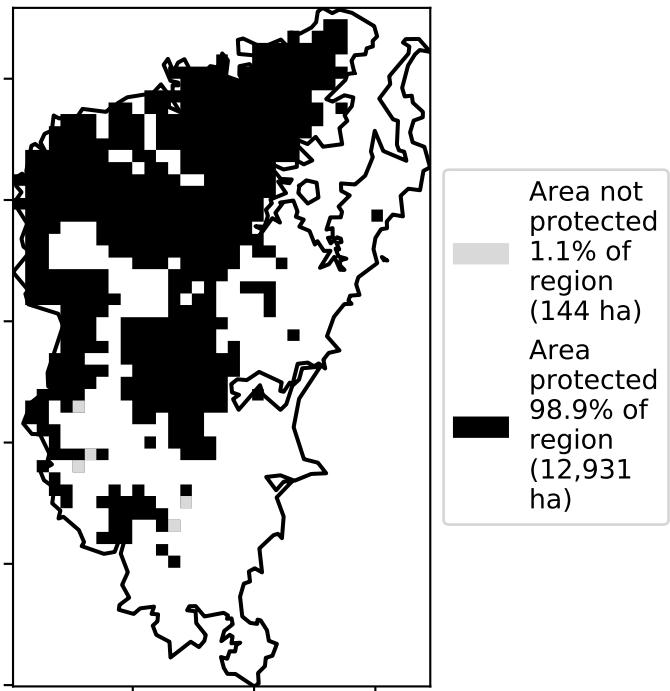 Area not
protected
1.1% of
region
(144 ha)
Area
protected
98.9% of
region
(12,931
ha)